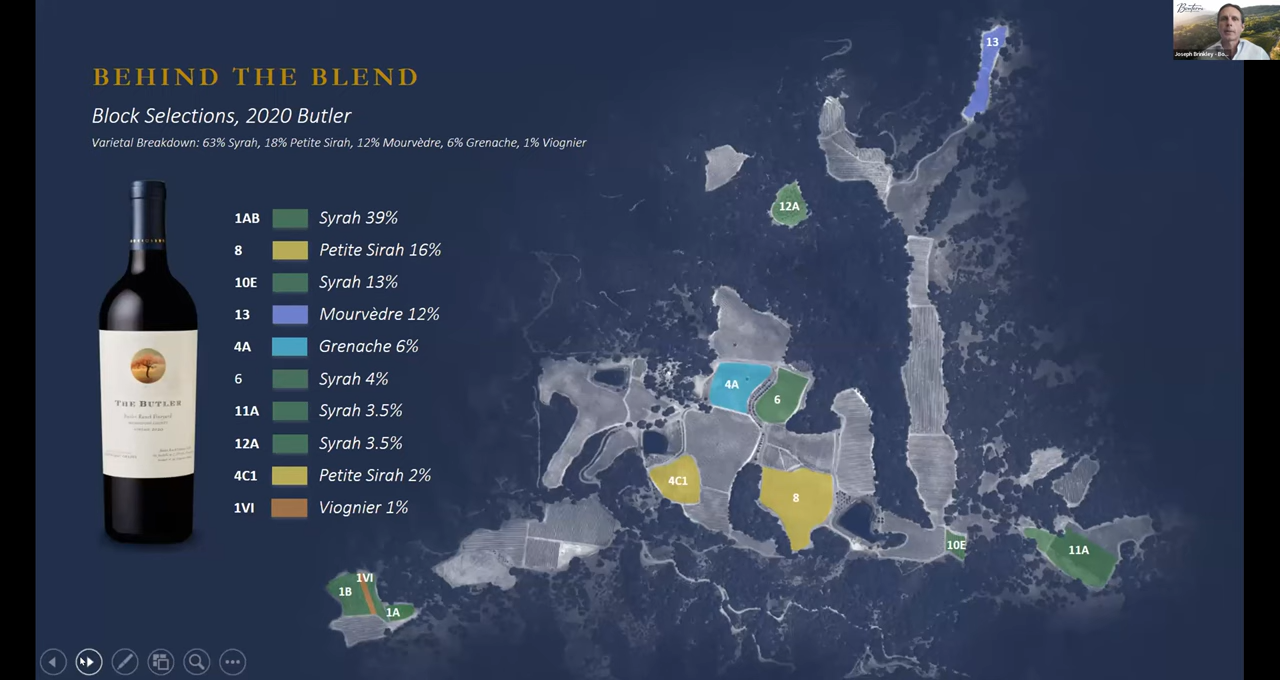 BEHIND THE BLEND
Block Selections, 2020 Butler
Varietal Breakdown: 63% Syrah, 18% Petite Sirah, 12% Mourvèdre, 6% Grenache, 1% Viognier
1AB Syrah 39%
8 Petite Sirah 16%
10E Syrah 13%
13 Mourvèdre 12%
4A Grenache 6%
6 Syrah 4%
11A Syrah 3.5%
12A Syrah 3.5%
4C1 Petite Sirah 2%
1VI Viognier 1%
THE BUTLER
13
12A
4A
6
4C1
8
10E
11A
1VI
1B
1A
Joseph Brinkley - Bo...